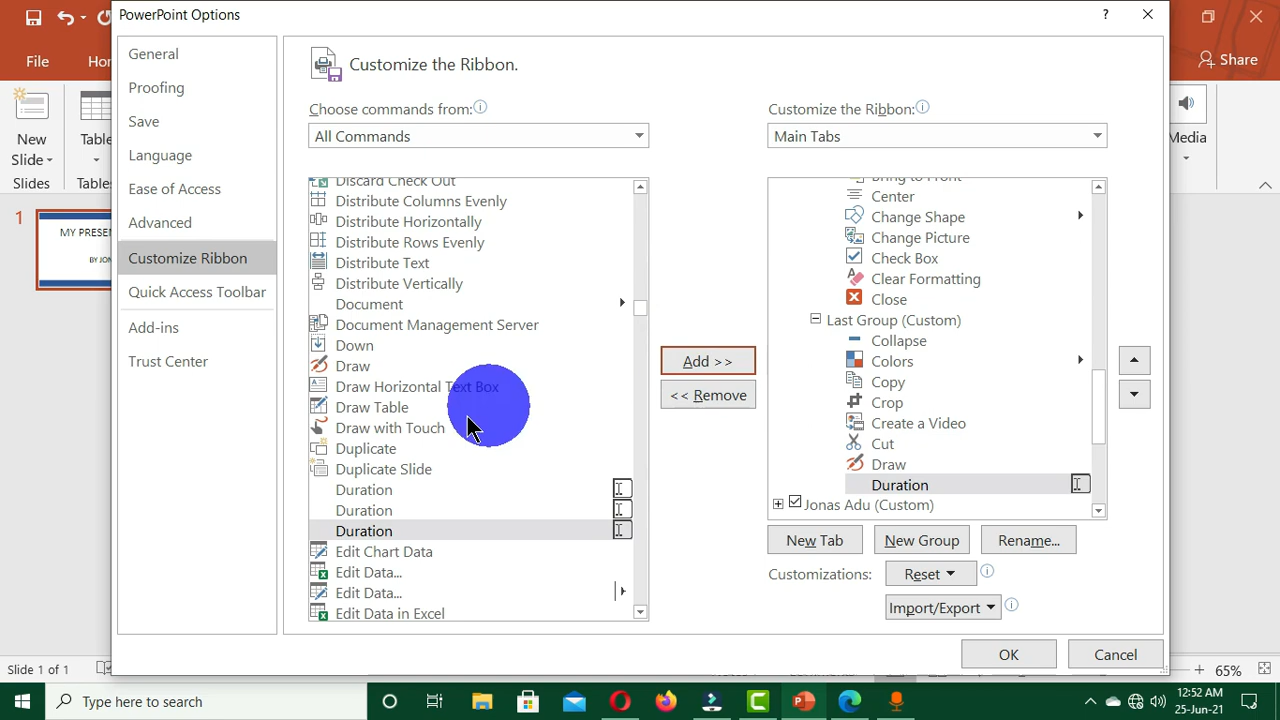 PowerPoint Options
?
File
Hor
Share
New
Slide
Slides
Table
Tables
Media
1
MY PRESEN
BY JON
General
Proofing
Save
Language
Ease of Access
Advanced
Customize Ribbon
Quick Access Toolbar
Add-ins
Trust Center
Customize the Ribbon.
Choose commands from:
All Commands
Discard Check Out
Distribute Columns Evenly
Distribute Horizontally
Distribute Rows Evenly
Distribute Text
Distribute Vertically
Document
Document Management Server
Down
Draw
Draw Horizontal Text Box
Draw Table
Draw with Touch
Duplicate
Duplicate Slide
Duration
Duration
Duration
Edit Chart Data
Edit Data...
Edit Data...
Edit Data in Excel
Add >>
<< Remove
Customize the Ribbon:
Main Tabs
Bring to Front
Center
Change Shape
Change Picture
Check Box
Clear Formatting
Close
Last Group (Custom)
Collapse
Colors
Copy
Crop
Create a Video
Cut
Draw
Duration
Jonas Adu (Custom)
New Tab
New Group
Rename...
Customizations:
Reset
Import/Export
OK
Cancel
Slide 1 of 1
65%
Type here to search
12:52 AM
25-Jun-21